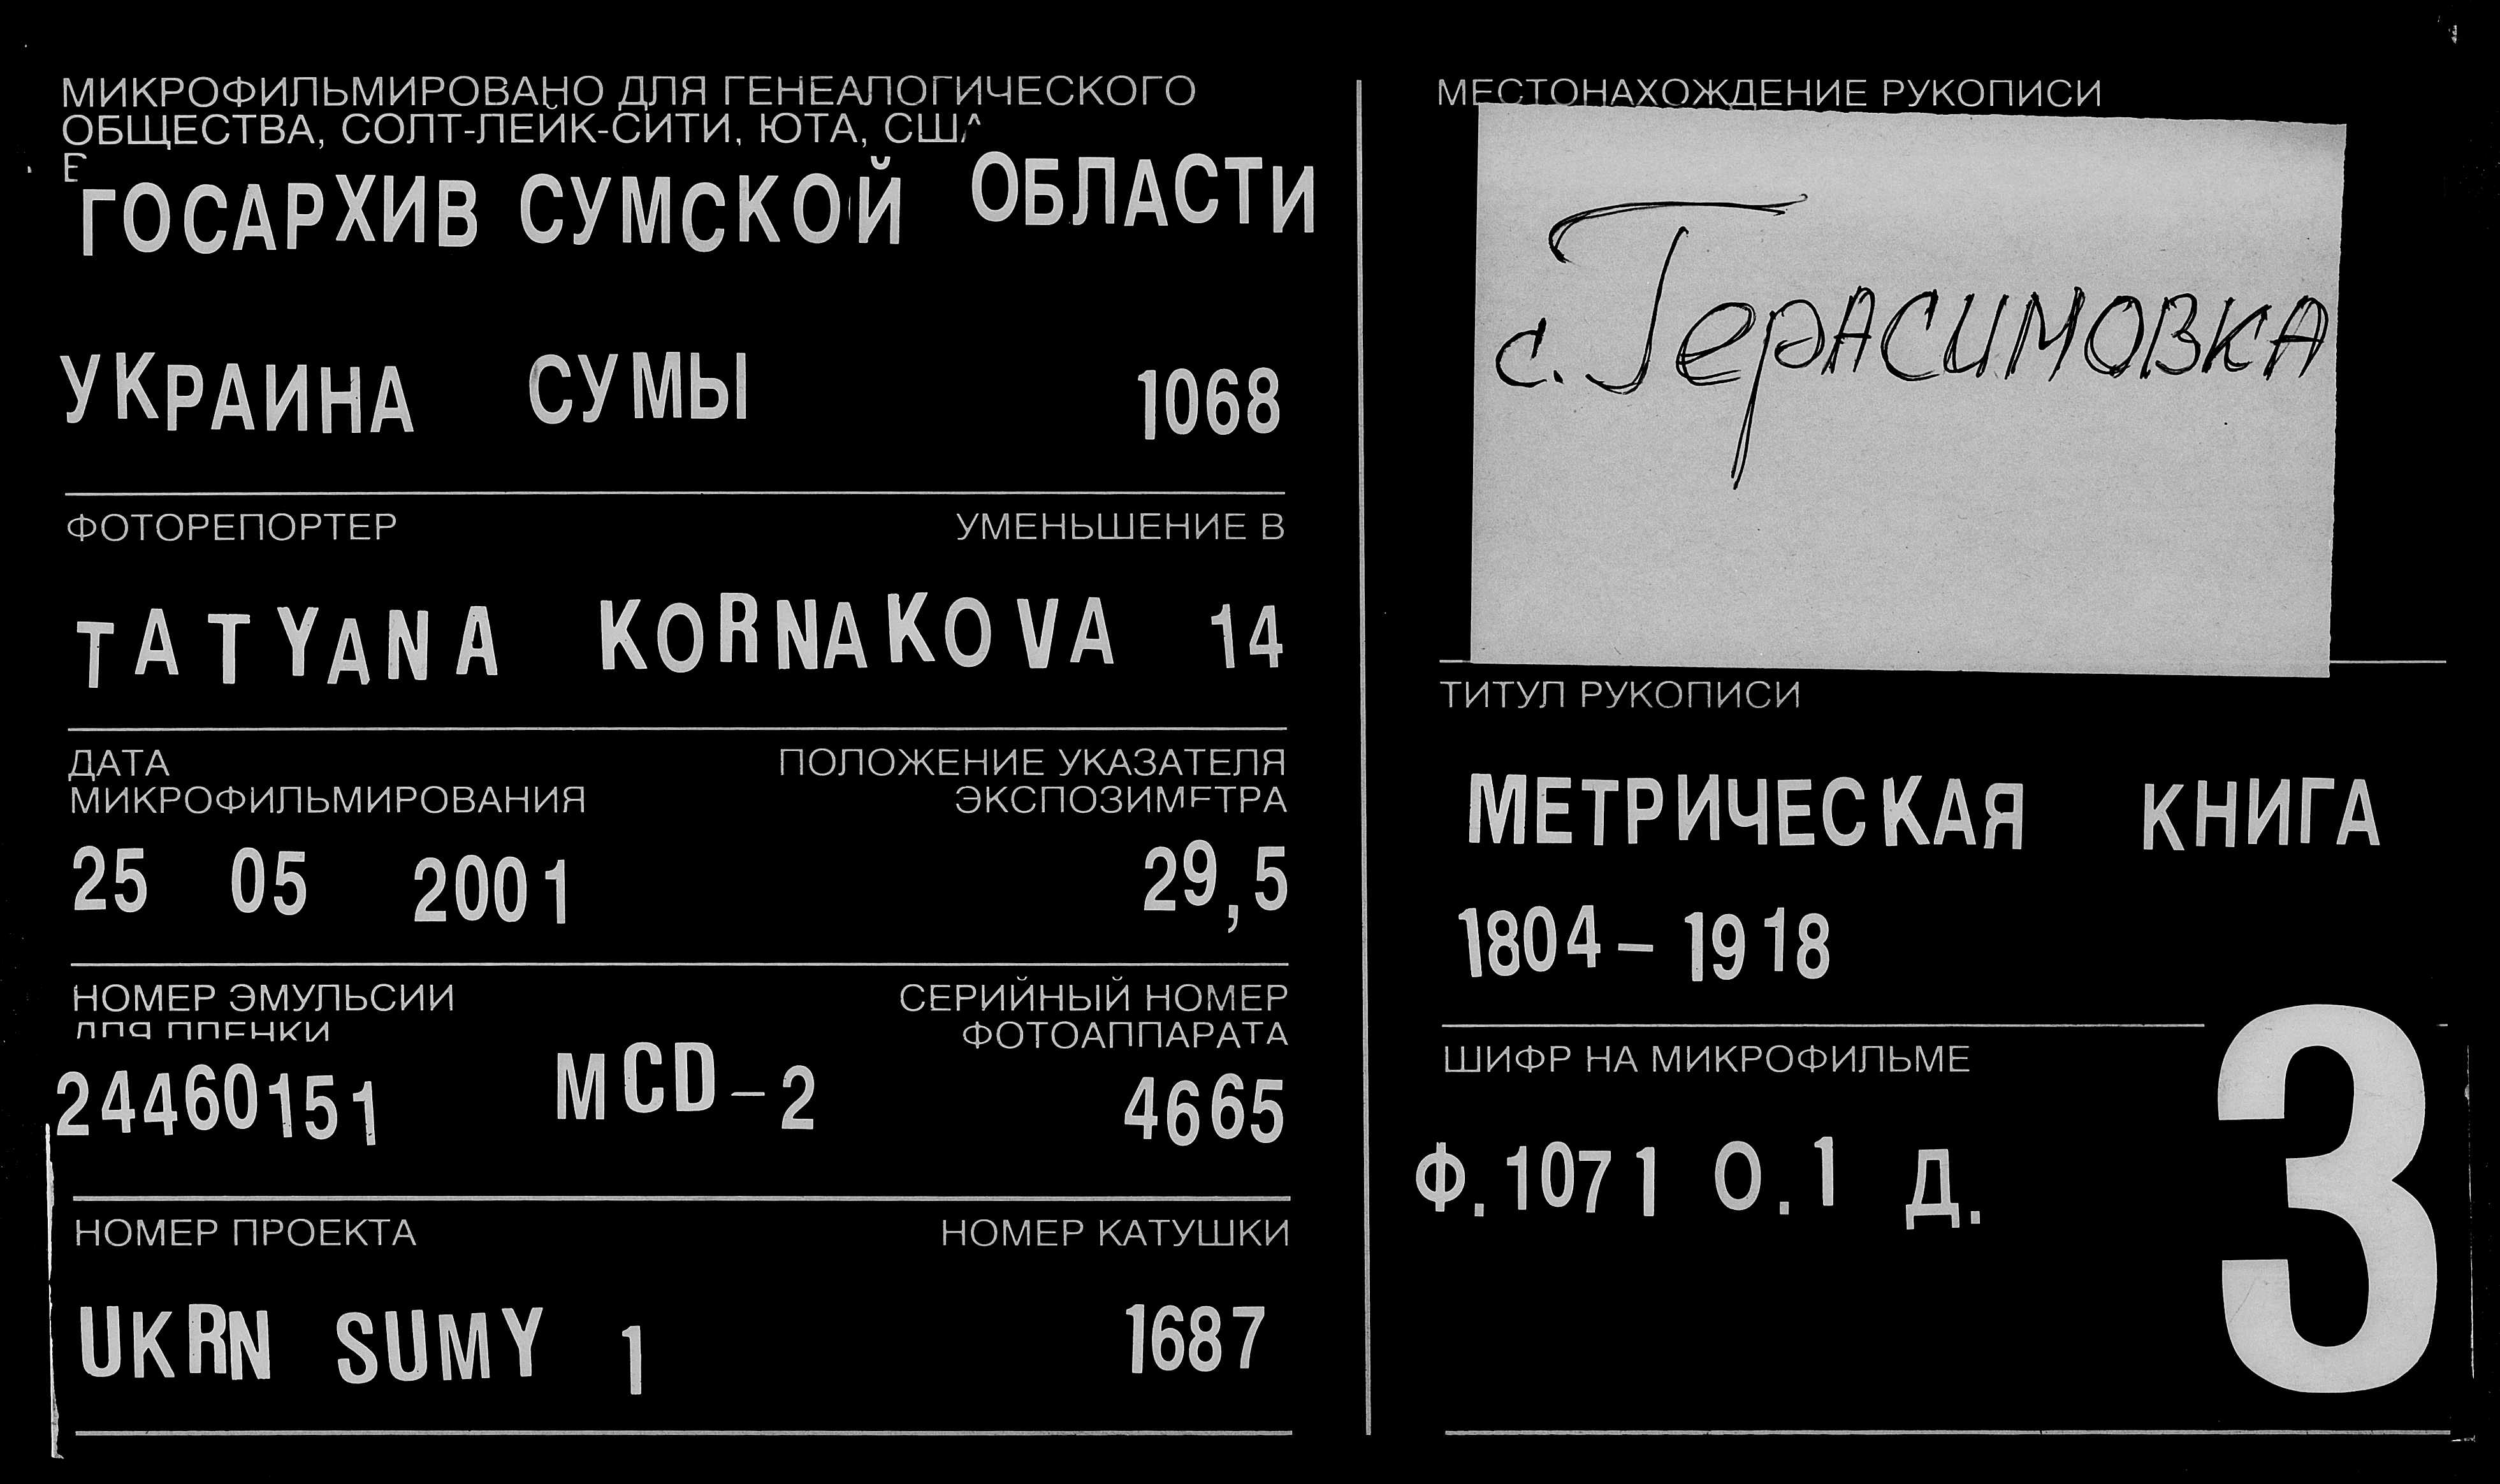 МИКРОФИЛЬМИРОВАНО ДЛЯ ГЕНЕАЛОГИЧЕСКОГО
ОБЩЕСТВА, СОЛТ-ЛЕЙК-СИТИ, ЮТА, США
В
ГОСАРХИВ СУМСКОЙ ОБЛАСТИ
УКРАИНА СУМЫ 1068
ФОТОРЕПОРТЕР УМЕНЬШЕНИЕ В
TATYANA KORNAKOVA 14
ДАТА ПОЛОЖЕНИЕ УКАЗАТЕЛЯ
МИКРОФИЛЬМИРОВАНИЯ ЭКСПОЗИМЕТРА
25 05 2001 29,5
НОМЕР ЭМУЛЬСИИ СЕРИЙНЫЙ НОМЕР
ДЛЯ ПЛЕНКИ ФОТОАППАРАТА
24460151 MCD-2 4665
НОМЕР ПРОЕКТА НОМЕР КАТУШКИ
UKRN SUMY 1 1687
МЕСТОНАХОЖДЕНИЕ РУКОПИСИ
с. Герасимовка
ТИТУЛ РУКОПИСИ
МЕТРИЧЕСКАЯ КНИГА
1804-1918
ШИФР НА МИКРОФИЛЬМЕ
Ф.1071 О.1 Д. 3